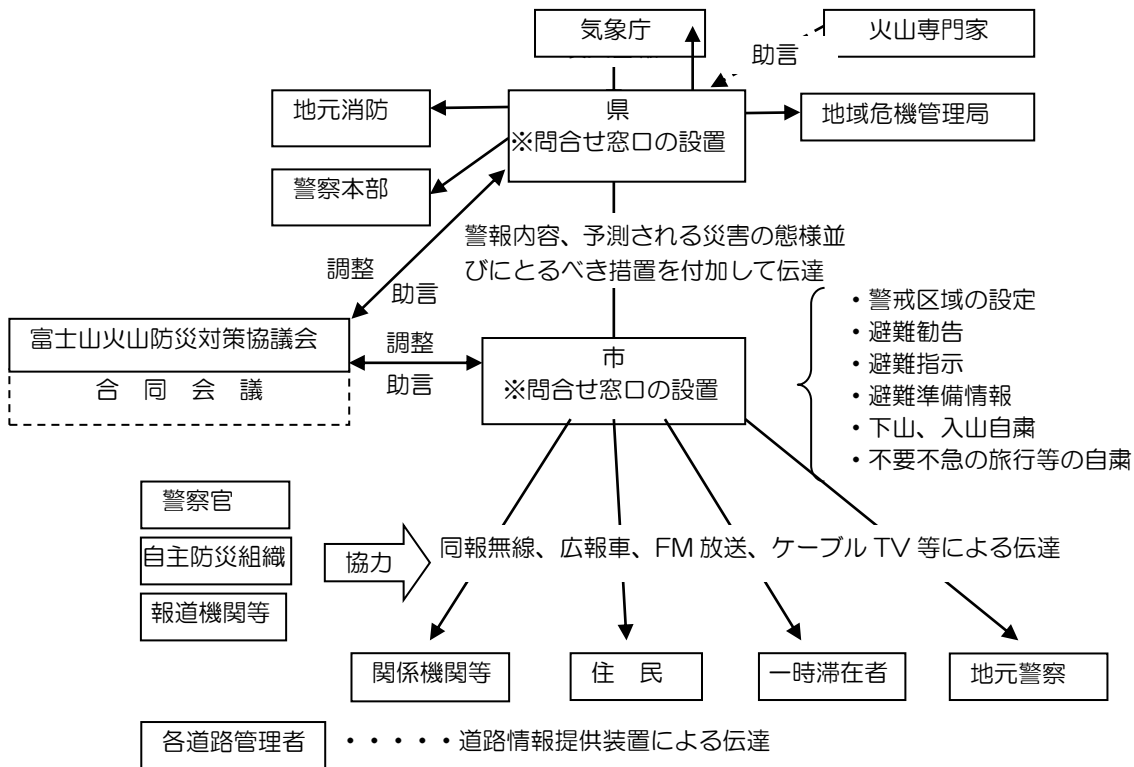 気象庁
火山専門家
助言
地元消防
県
※問合せ窓口の設置
地域危機管理局
警察本部
警報内容、予測される災害の態様並
びにとるべき措置を付加して伝達
調整
助言
・警戒区域の設定
・避難勧告
・避難指示
・避難準備情報
・下山、入山自粛
・不要不急の旅行等の自粛
富士山火山防災対策協議会
合 同 会 議
調整
助言
市
※問合せ窓口の設置
警察官
自主防災組織
報道機関等
協力
同報無線、広報車、FM 放送、ケーブル TV 等による伝達
関係機関等
住 民
一時滞在者
地元警察
各道路管理者
・・・・・道路情報提供装置による伝達